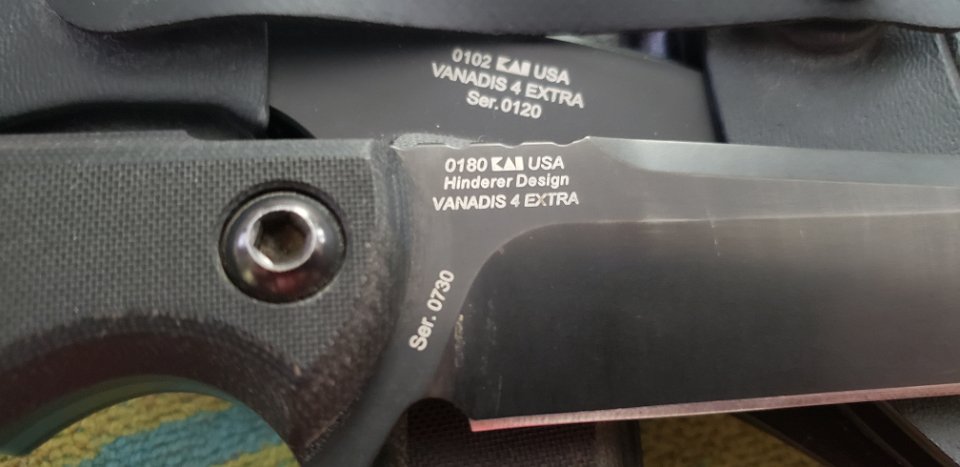 0102 KAI USA
VANADIS 4 EXTRA
Ser. 0120
0180 KAI USA
Hinderer Design
VANADIS 4 EXTRA
Ser. 0730